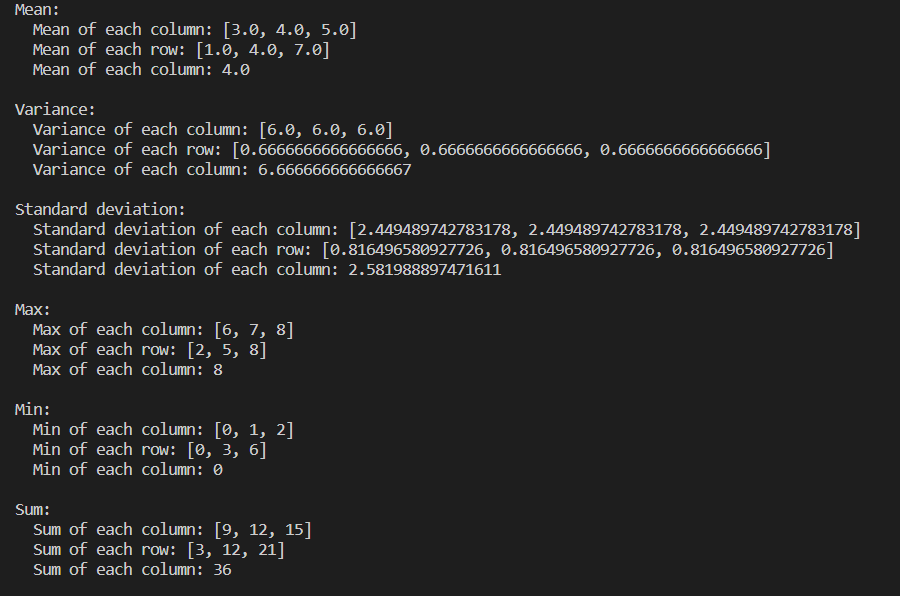 Mean:
Mean of each column: [3.0, 4.0, 5.0]
Mean of each row: [1.0, 4.0, 7.0]
Mean of each column: 4.0
Variance:
Variance of each column: [6.0, 6.0, 6.0]
Variance of each row: [0.6666666666666666, 0.6666666666666666, 0.6666666666666666]
Variance of each column: 6.666666666666667
Standard deviation:
Standard deviation of each column: [2.449489742783178, 2.449489742783178, 2.449489742783178]
Standard deviation of each row: [0.816496580927726, 0.816496580927726, 0.816496580927726]
Standard deviation of each column: 2.581988897471611
Max:
Max of each column: [6, 7, 8]
Max of each row: [2, 5, 8]
Max of each column: 8
Min:
Min of each column: [0, 1, 2]
Min of each row: [0, 3, 6]
Min of each column: 0
Sum:
Sum of each column: [9, 12, 15]
Sum of each row: [3, 12, 21]
Sum of each column: 36